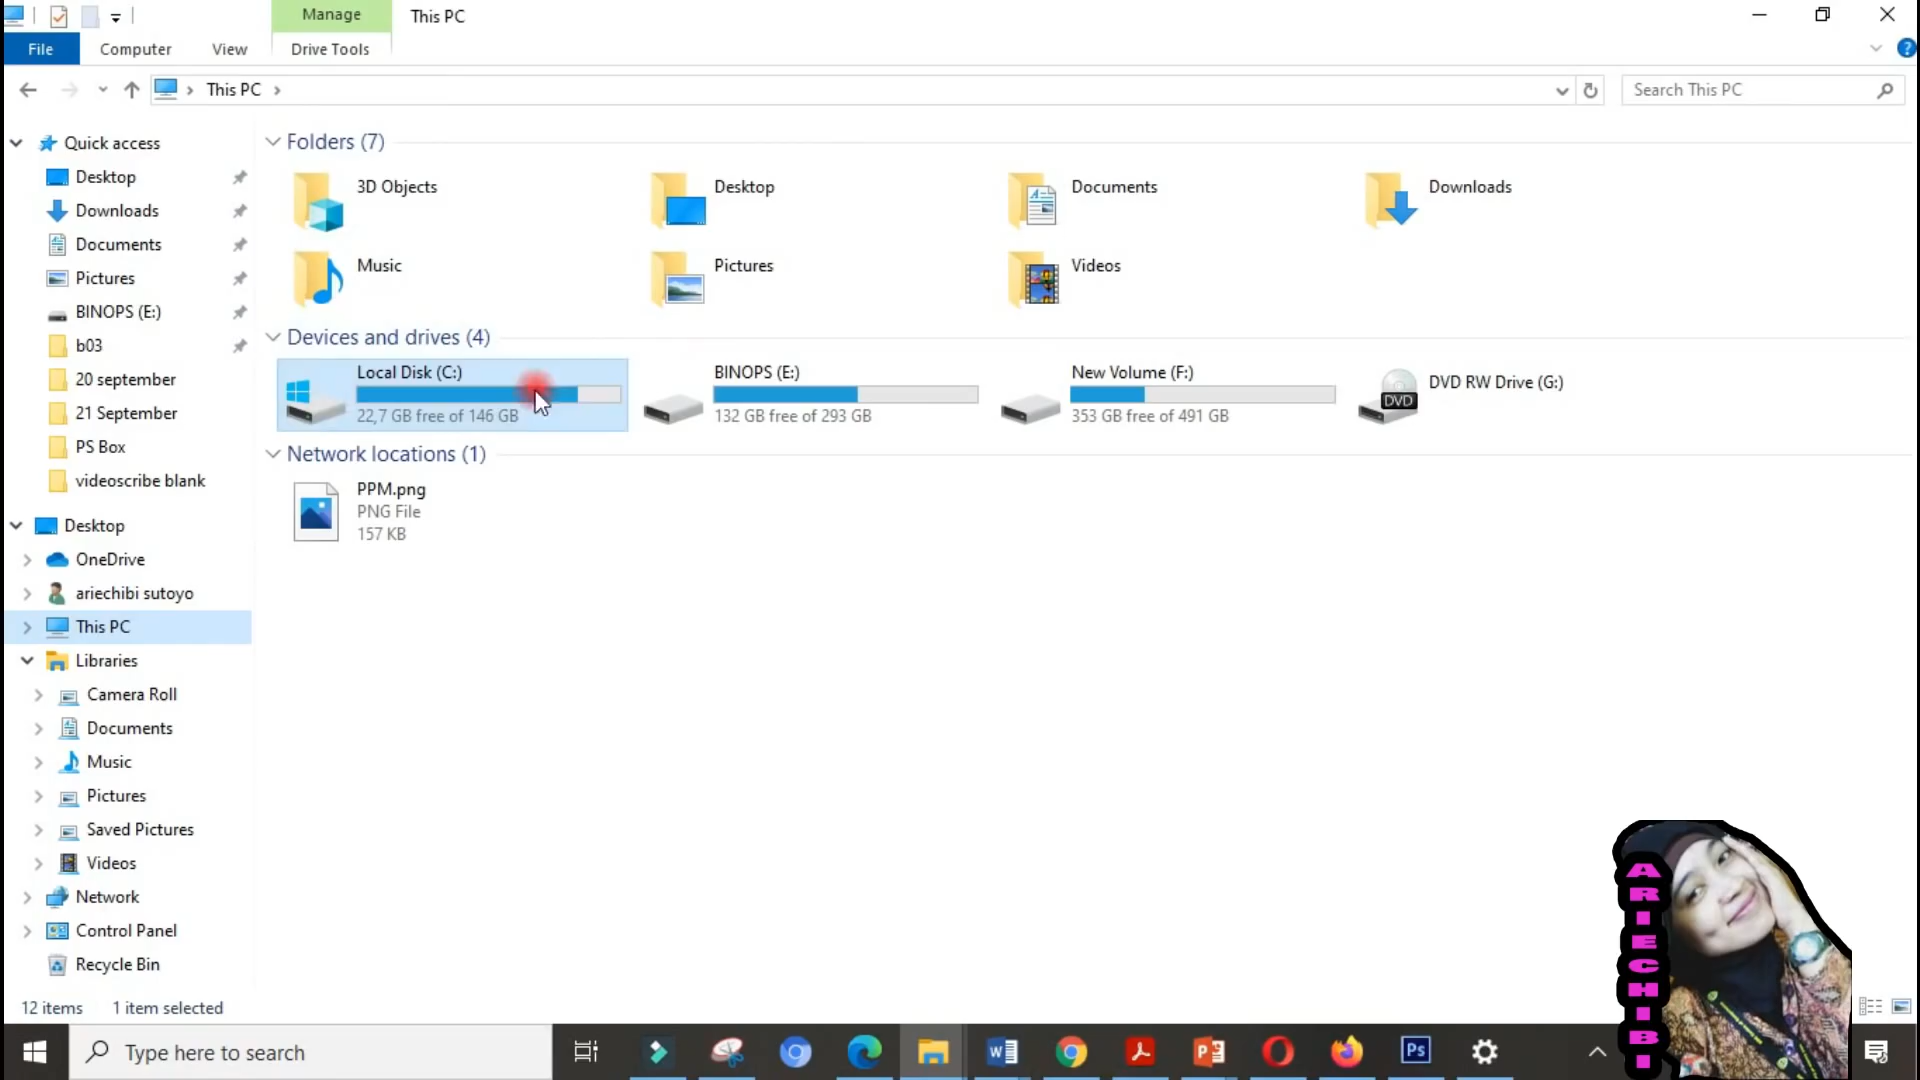 Manage
This PC
File
Computer
View
Drive Tools
This PC
Search This PC
Quick access
Desktop
Downloads
Documents
Pictures
BINOPS (E:)
b03
20 september
21 September
PS Box
videoscribe blank
Desktop
OneDrive
ariechibi sutoyo
This PC
Libraries
Camera Roll
Documents
Music
Pictures
Saved Pictures
Videos
Network
Control Panel
Recycle Bin
Folders (7)
3D Objects
Desktop
Documents
Downloads
Music
Pictures
Videos
Devices and drives (4)
Local Disk (C:)
22,7 GB free of 146 GB
BINOPS (E:)
132 GB free of 293 GB
New Volume (F:)
353 GB free of 491 GB
DVD
DVD RW Drive (G:)
Network locations (1)
PPM.png
PNG File
157 KB
12 items
1 item selected
ARIECHIBI
Type here to search
Ps